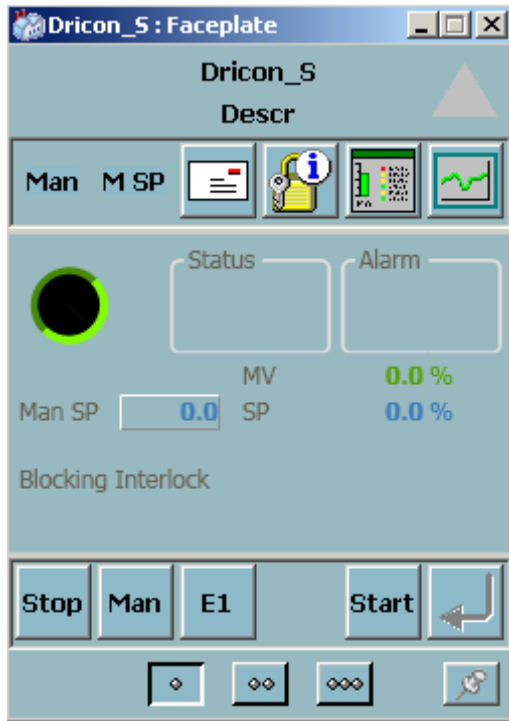 Dricon_S : Faceplate
Dricon_S
Descr
Man M SP
Status Alarm
MV 0.0 %
Man SP 0.0 SP 0.0 %
Blocking Interlock
Stop Man E1 Start